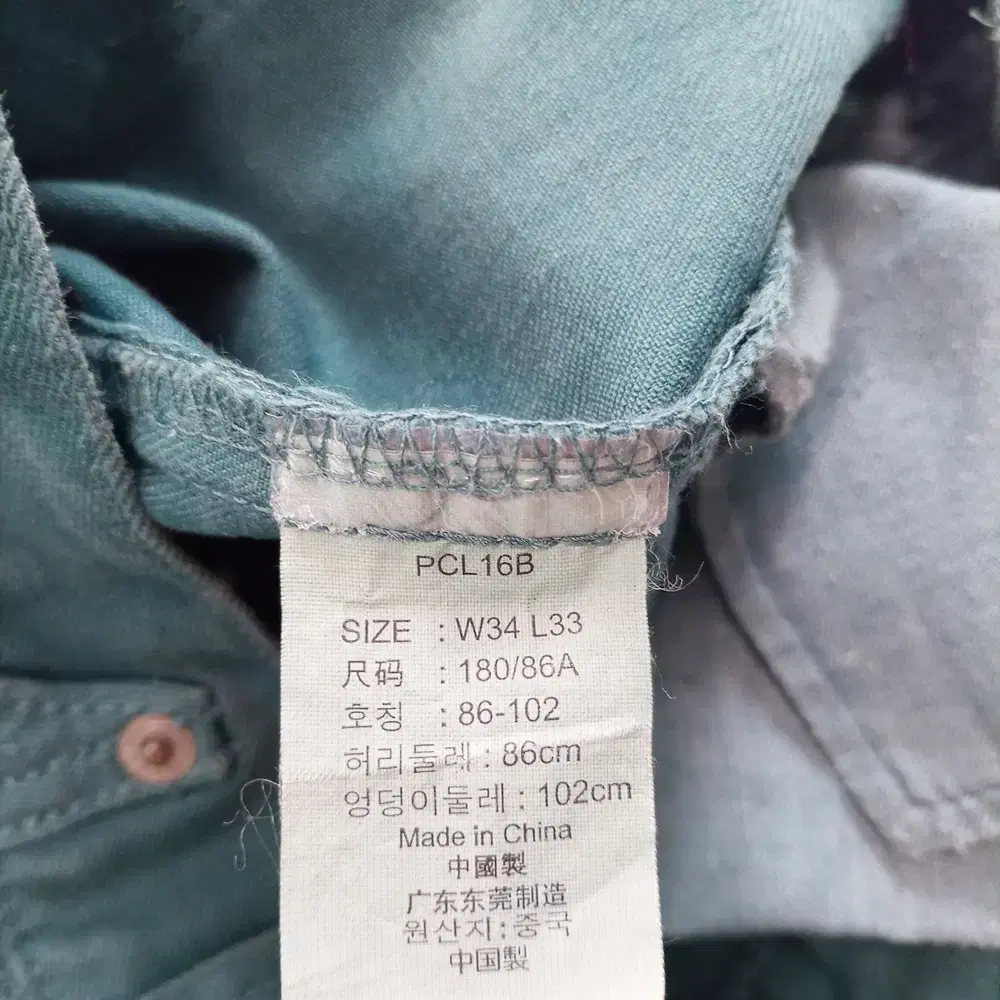 PCL16B
SIZE : W34 L33
尺码 : 180/86A
호칭 : 86-102
허리둘레 : 86cm
엉덩이둘레 : 102cm
Made in China
中國製
广东东莞制造
원산지:중국
中国製